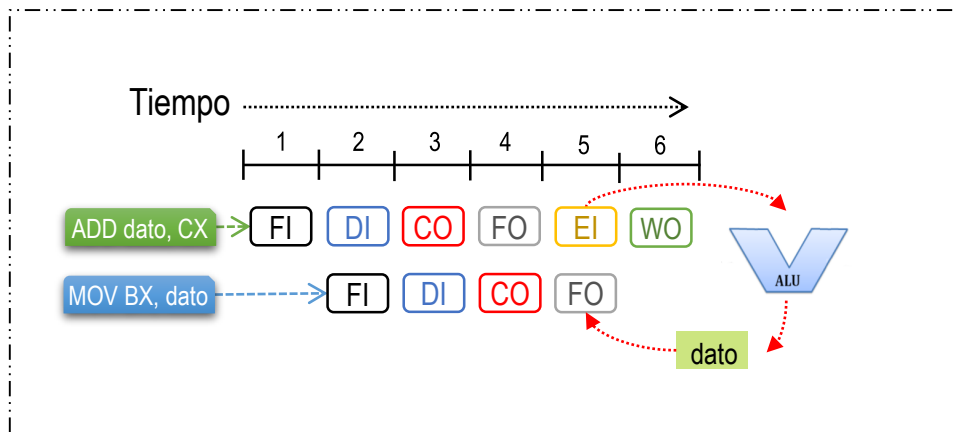 Tiempo
1 2 3 4 5 6
ADD dato, CX FI DI CO FO EI WO
ALU
MOV BX, dato FI DI CO FO
dato